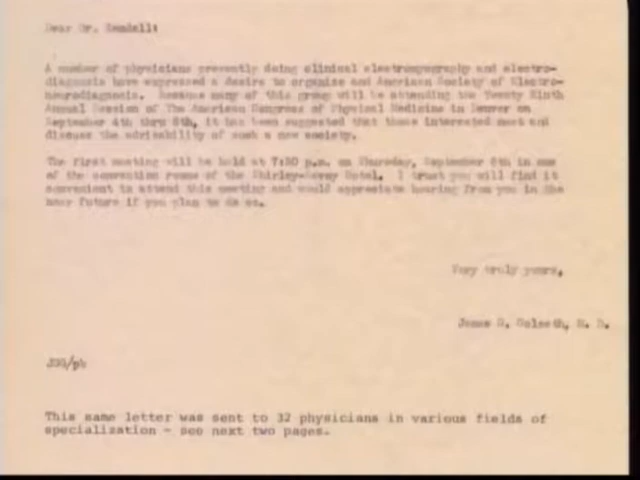 Dear Dr. Randall:
A number of physicians presently doing clinical electromyography and electro-
diagnosis have expressed a desire to organize and American Society of Electro-
neurodiagnosis. Because many of this group will be attending the Twenty Ninth
Annual Session of The American Congress of Physical Medicine in Denver on
September 4th thru 8th, it has been suggested that those interested meet and
discuss the advisability of such a new society.
The first meeting will be held at 7:30 p.m. on Thursday, September 6th in one
of the convention rooms of the Shirley-Savoy Hotel. I trust you will find it
convenient to attend this meeting and would appreciate hearing from you in the
near future if you plan to do so.
Very truly yours,
James G. Golseth, M. D.
JGG/pk
This same letter was sent to 32 physicians in various fields of
specialization - see next two pages.